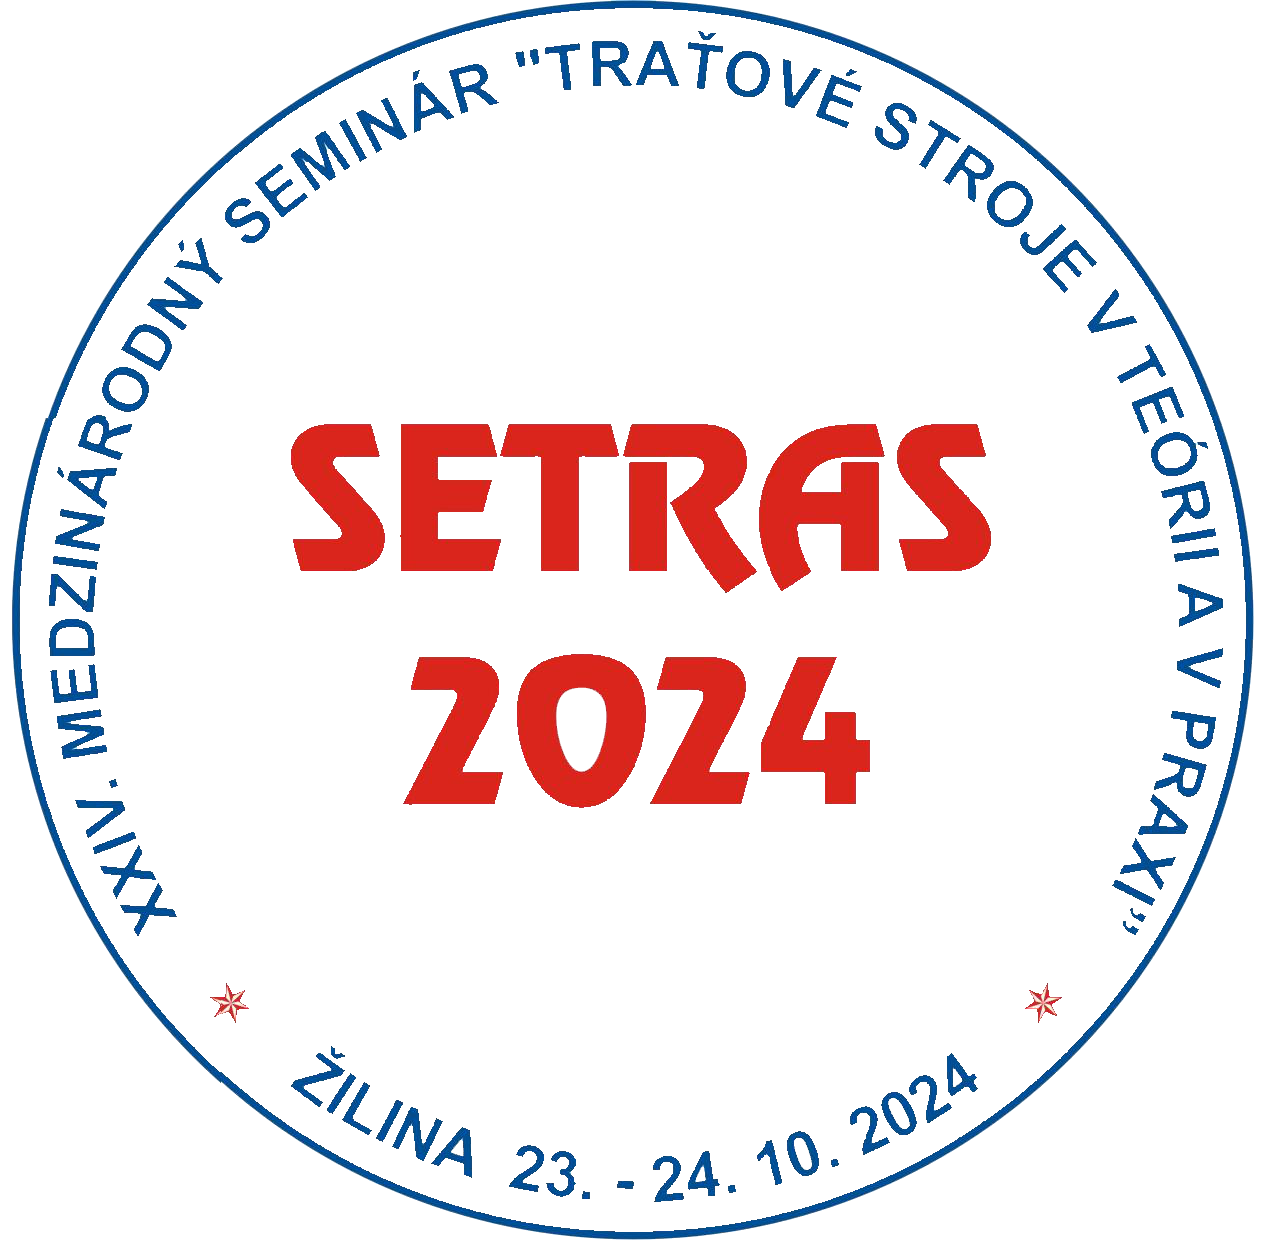 XXIV. MEDZINÁRODNÝ SEMINÁR "TRAŤOVÉ STROJE V TEÓRII A V PRAXI”
SETRAS
2024
ŽILINA 23. - 24. 10. 2024